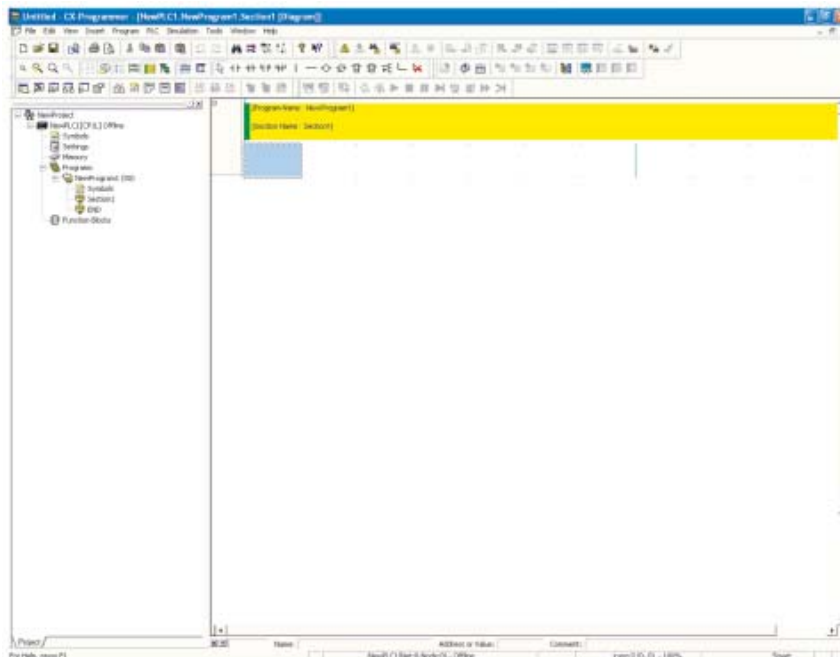 Untitled - CX-Programmer - [NewPLC1.NewProgram1.Section1 [Diagram]]
File Edit View Insert Program PLC Simulation Tools Window Help
NewProject
NewPLC1[CP1L] Offline
Symbols
Settings
Memory
Programs
NewProgram1 (00)
Symbols
Section1
END
Function Blocks
[Program Name : NewProgram1]
[Section Name : Section1]
Project
Name:
Address or Value:
Comment:
For Help, press F1